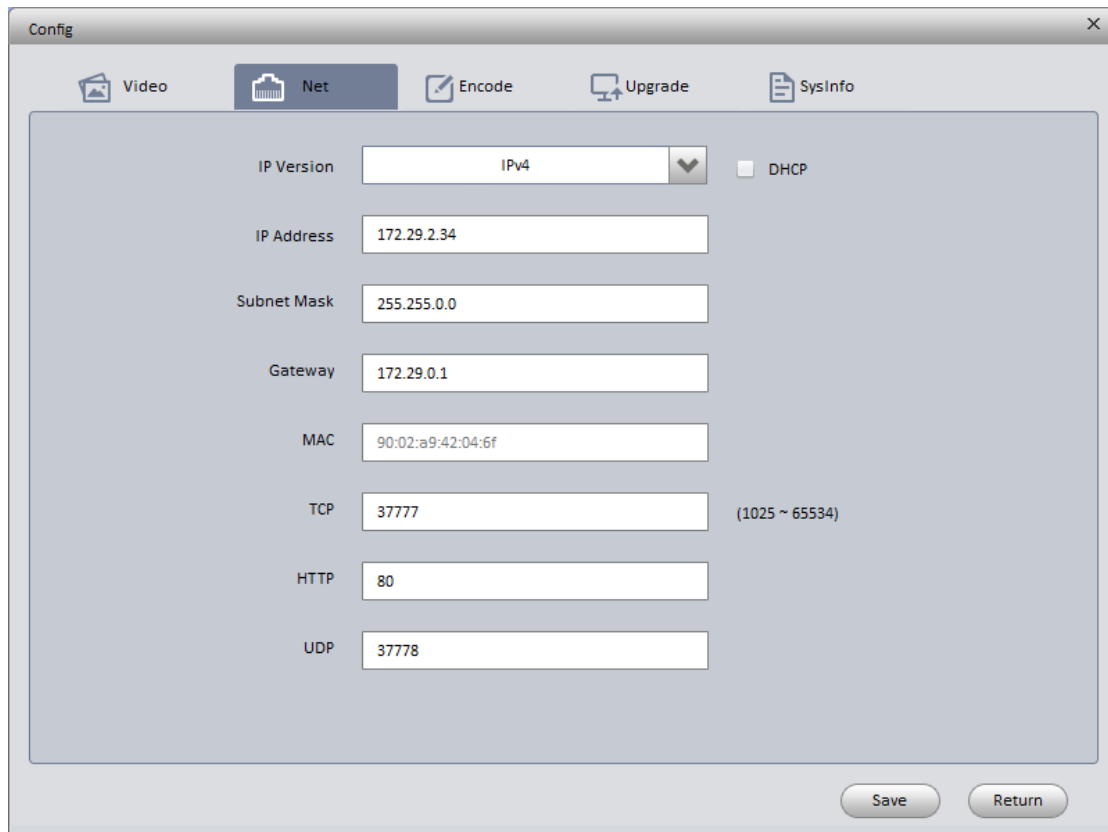 Config
Video Net Encode Upgrade SysInfo
IP Version IPv4 DHCP
IP Address 172.29.2.34
Subnet Mask 255.255.0.0
Gateway 172.29.0.1
MAC 90:02:a9:42:04:6f
TCP 37777 (1025 ~ 65534)
HTTP 80
UDP 37778
Save Return